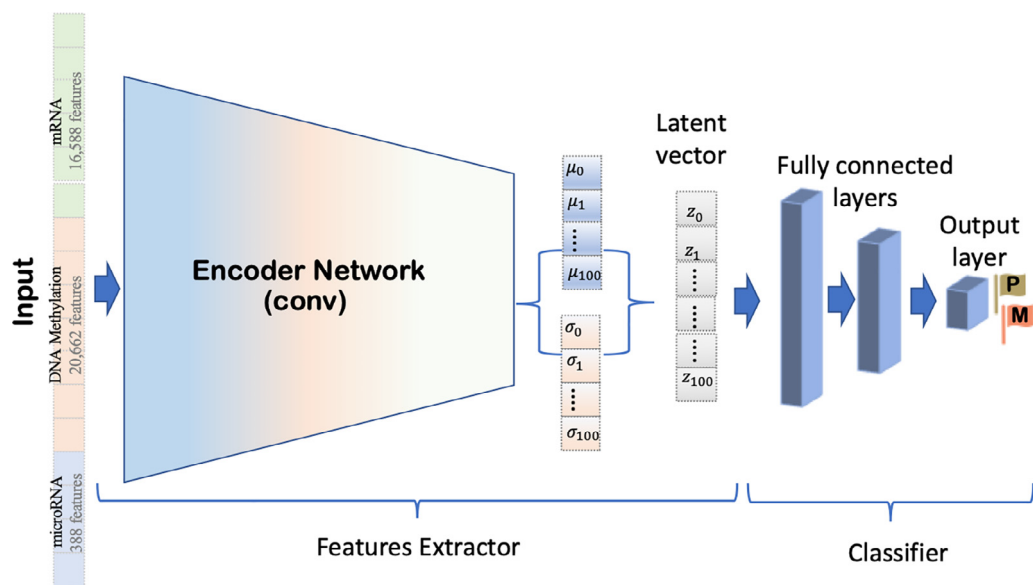 Input
mRNA
16,588 features
DNA Methylation
20,662 features
microRNA
388 features
Encoder Network
(conv)
μ₀
μ₁
⋮
μ₁₀₀
σ₀
σ₁
⋮
σ₁₀₀
Latent
vector
z₀
z₁
⋮
⋮
⋮
z₁₀₀
Fully connected
layers
Output
layer
P
M
Features Extractor
Classifier